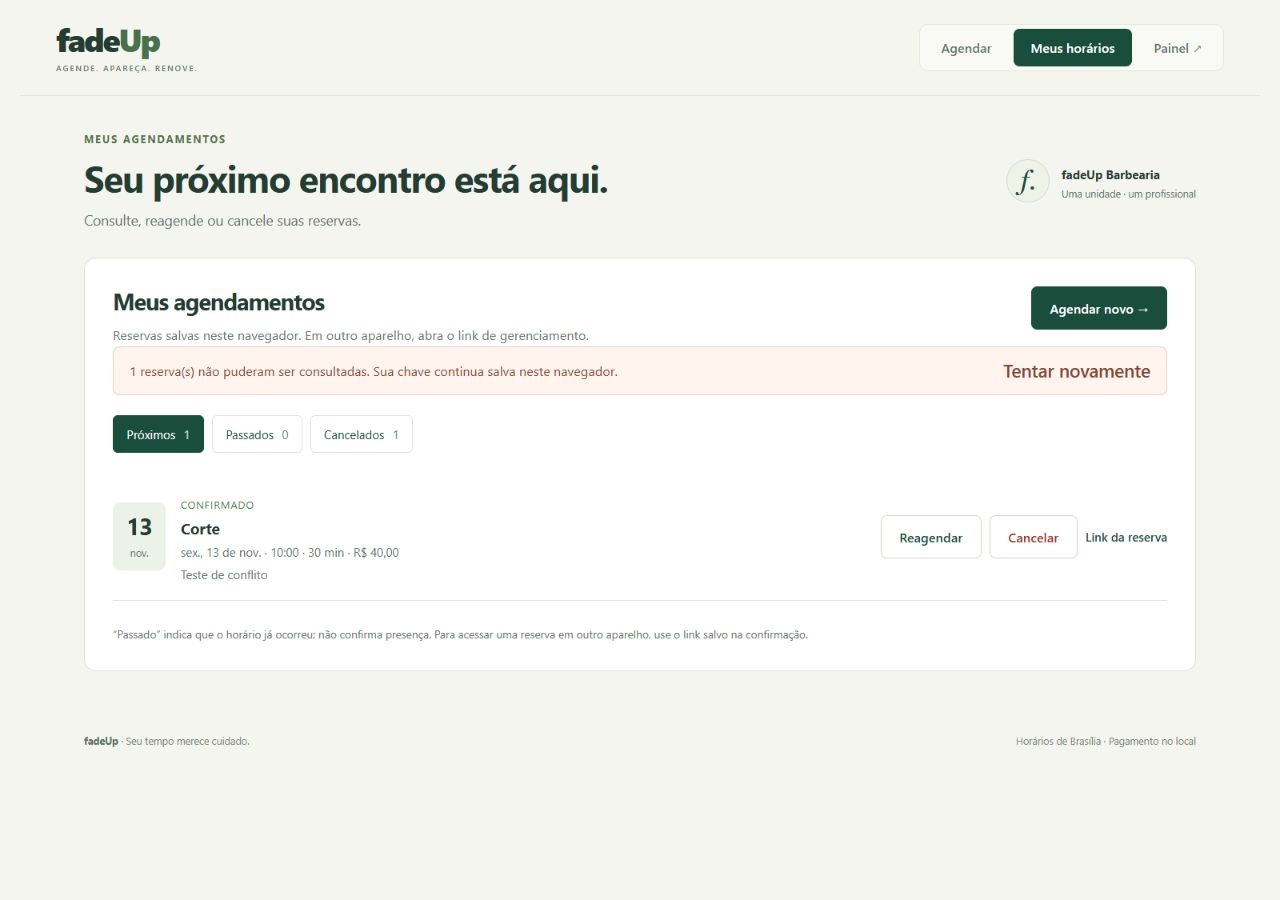 fadeUp
AGENDE. APAREÇA. RENOVE.
Agendar
Meus horários
Painel ↗
MEUS AGENDAMENTOS
Seu próximo encontro está aqui.
Consulte, reagende ou cancele suas reservas.
f.
fadeUp Barbearia
Uma unidade · um profissional
Meus agendamentos
Reservas salvas neste navegador. Em outro aparelho, abra o link de gerenciamento.
Agendar novo →
1 reserva(s) não puderam ser consultadas. Sua chave continua salva neste navegador.
Tentar novamente
Próximos 1
Passados 0
Cancelados 1
13
nov.
CONFIRMADO
Corte
sex., 13 de nov. · 10:00 · 30 min · R$ 40,00
Teste de conflito
Reagendar
Cancelar
Link da reserva
“Passado” indica que o horário já ocorreu; não confirma presença. Para acessar uma reserva em outro aparelho, use o link salvo na confirmação.
fadeUp · Seu tempo merece cuidado.
Horários de Brasília · Pagamento no local